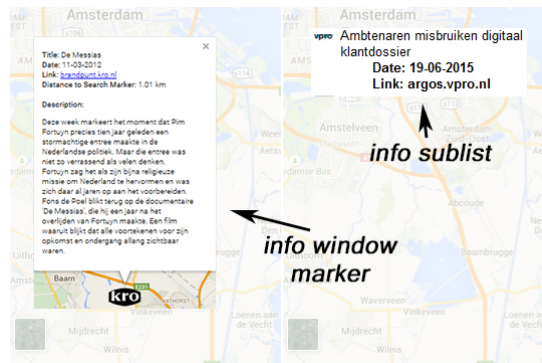 Amsterdam
×
Title: De Messias
Date: 11-03-2012
Link: brandpunt.kro.nl
Distance to Search Marker: 1.01 km
Description:
Deze week markeert het moment dat Pim
Fortuyn precies tien jaar geleden een
stormachtige entree maakte in de
Nederlandse politiek. Maar die entree was
niet zo verrassend als velen denken.
Fortuyn zag het als zijn bijna religieuze
missie om Nederland te hervormen en was
zich daar al jaren op aan het voorbereiden.
Fons de Poel blikt terug op de documentaire
'De Messias', die hij een jaar na het
overlijden van Fortuyn maakte. Een film
waaruit blijkt dat alle voortekenen voor zijn
opkomst en ondergang allang zichtbaar
waren.
Baarn
kro
Vinkeveen
Mijdrecht
Wilnis
info window
marker
Amsterdam
vpro Ambtenaren misbruiken digitaal
klantdossier
Date: 19-06-2015
Link: argos.vpro.nl
info sublist
Amstelveen
Abcoude
Baambrugge
Waverveen
Vinkeveen
Mijdrecht
Wilnis
Loenen aan
de Vecht